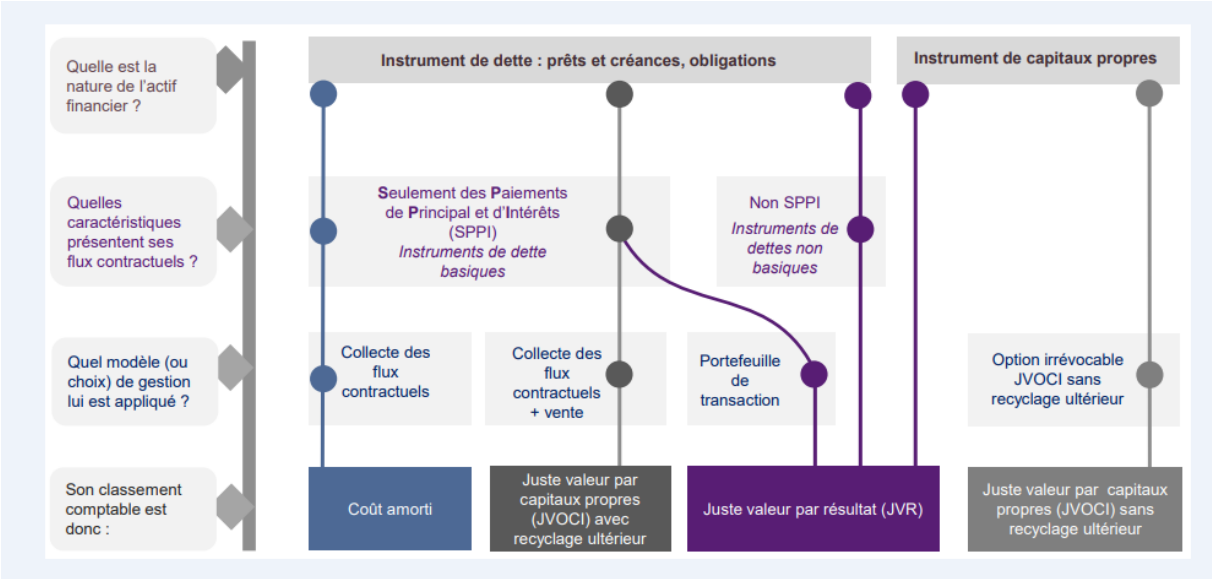 Quelle est la
nature de l'actif
financier ?
Instrument de dette : prêts et créances, obligations
Instrument de capitaux propres
Quelles
caractéristiques
présentent ses
flux contractuels ?
Seulement des Paiements
de Principal et d'Intérêts
(SPPI)
Instruments de dette
basiques
Non SPPI
Instruments de
dettes non
basiques
Quel modèle (ou
choix) de gestion
lui est appliqué ?
Collecte des
flux
contractuels
Collecte des
flux
contractuels
+ vente
Portefeuille
de
transaction
Option irrévocable
JVOCI sans
recyclage ultérieur
Son classement
comptable est
donc :
Coût amorti
Juste valeur par
capitaux propres
(JVOCI) avec
recyclage ultérieur
Juste valeur par résultat (JVR)
Juste valeur par capitaux
propres (JVOCI) sans
recyclage ultérieur